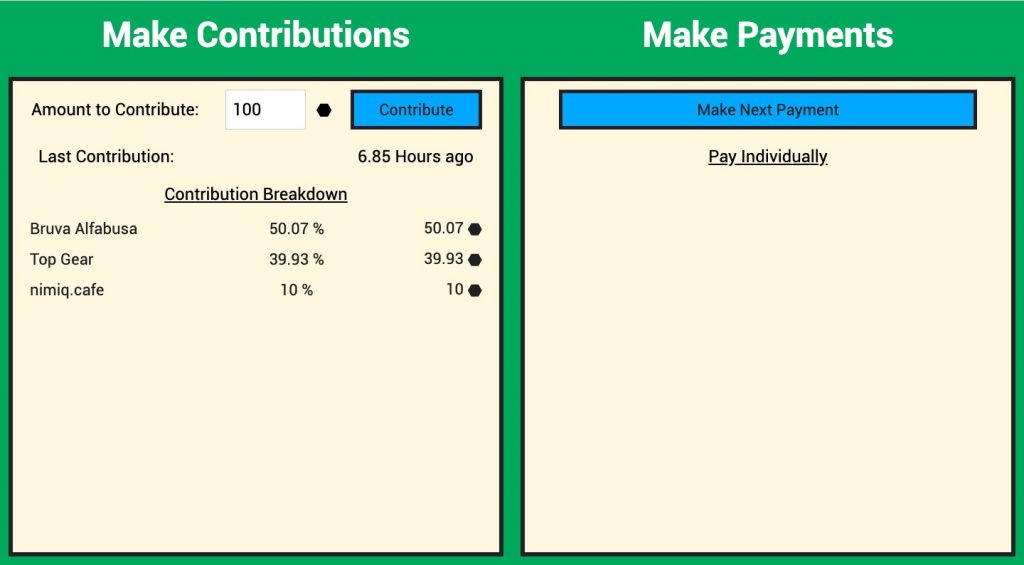 Make Contributions
Amount to Contribute: 100 Contribute
Last Contribution: 6.85 Hours ago
Contribution Breakdown
Bruva Alfabusa 50.07 % 50.07
Top Gear 39.93 % 39.93
nimiq.cafe 10 % 10
Make Payments
Make Next Payment
Pay Individually